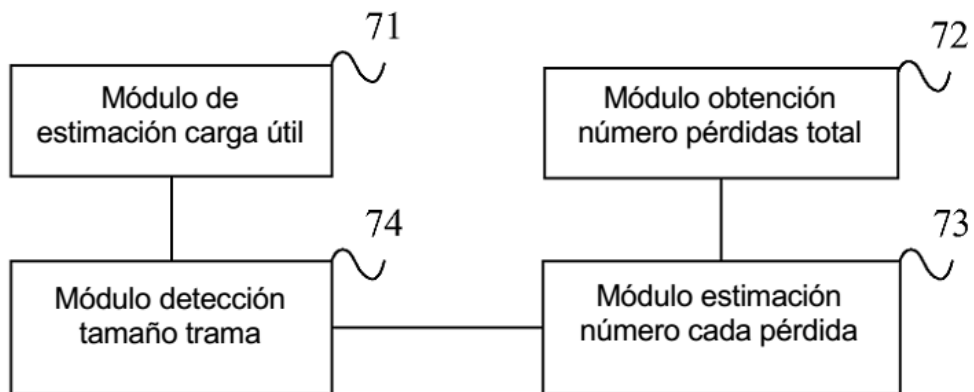 71
Módulo de
estimación carga útil
72
Módulo obtención
número pérdidas total
74
Módulo detección
tamaño trama
73
Módulo estimación
número cada pérdida